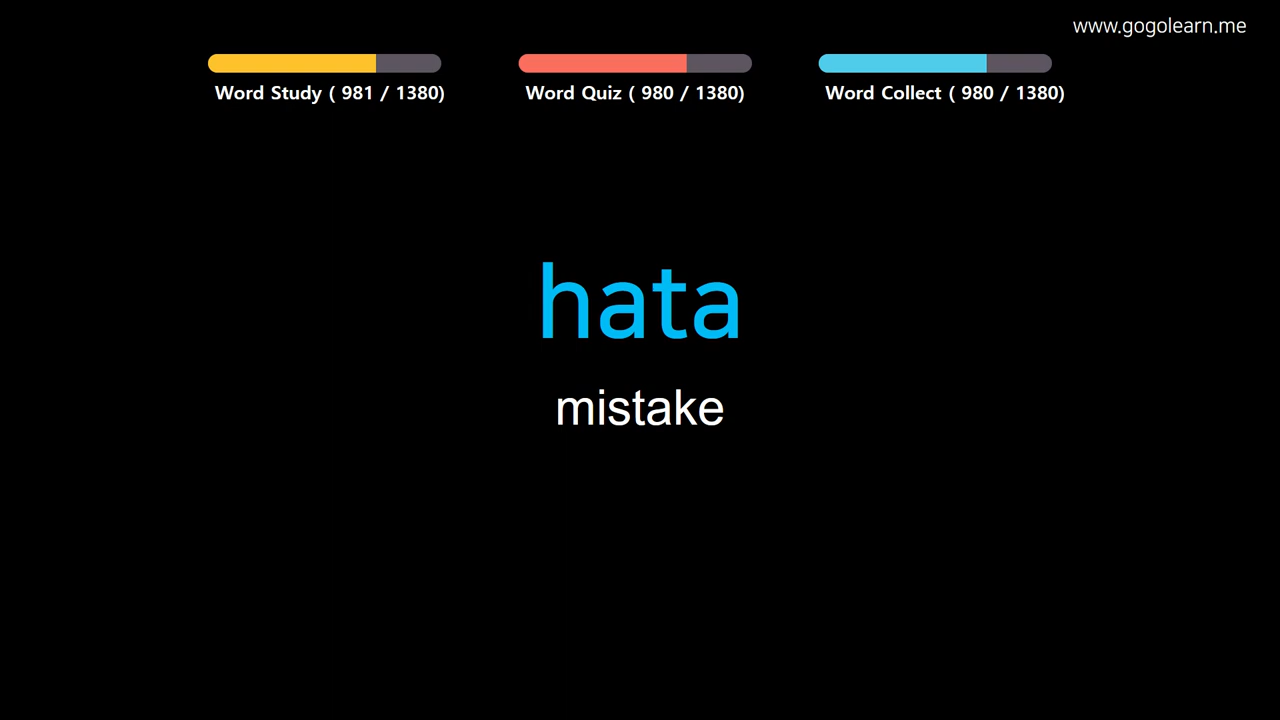 www.gogolearn.me
Word Study ( 981 / 1380)
Word Quiz ( 980 / 1380)
Word Collect ( 980 / 1380)
hata
mistake